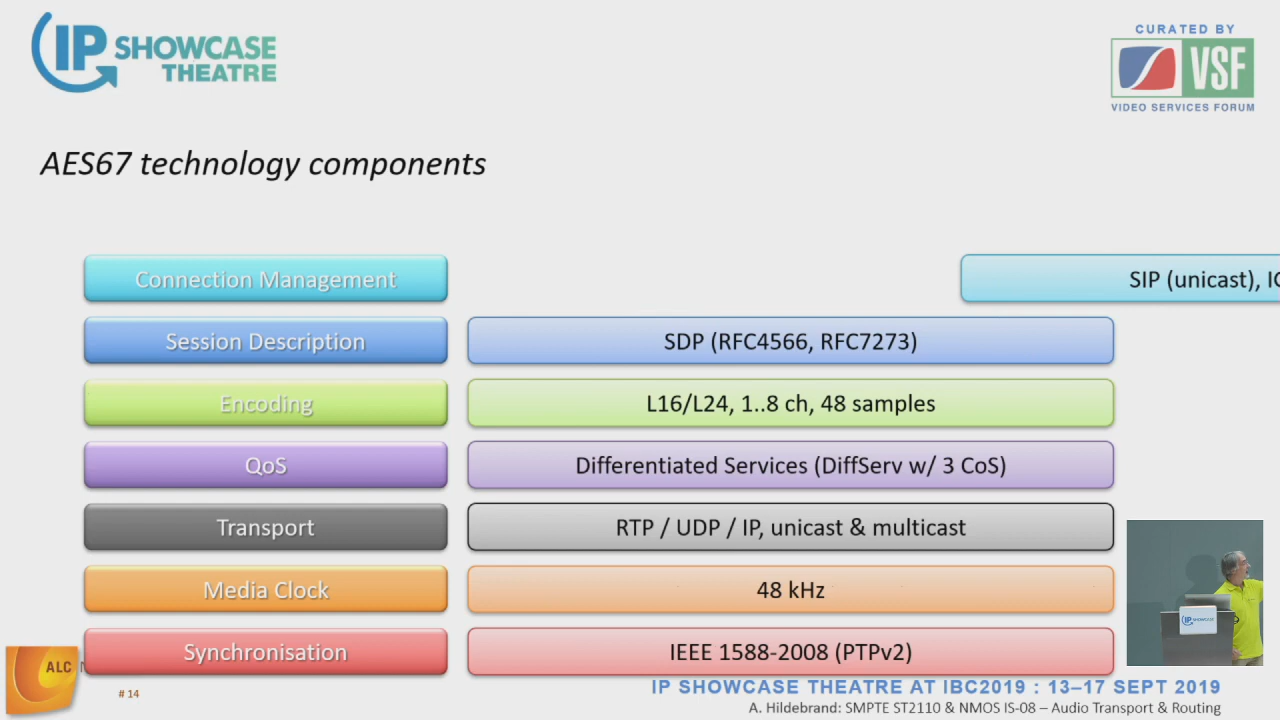 IP SHOWCASE
THEATRE
CURATED BY
VSF
VIDEO SERVICES FORUM
AES67 technology components
Connection Management
SIP (unicast),
Session Description
SDP (RFC4566, RFC7273)
Encoding
L16/L24, 1..8 ch, 48 samples
QoS
Differentiated Services (DiffServ w/ 3 CoS)
Transport
RTP / UDP / IP, unicast & multicast
Media Clock
48 kHz
Synchronisation
IEEE 1588-2008 (PTPv2)
ALC
# 14
IP SHOWCASE
IP SHOWCASE THEATRE AT IBC2019 : 13–17 SEPT 2019
A. Hildebrand: SMPTE ST2110 & NMOS IS-08 – Audio Transport & Routing